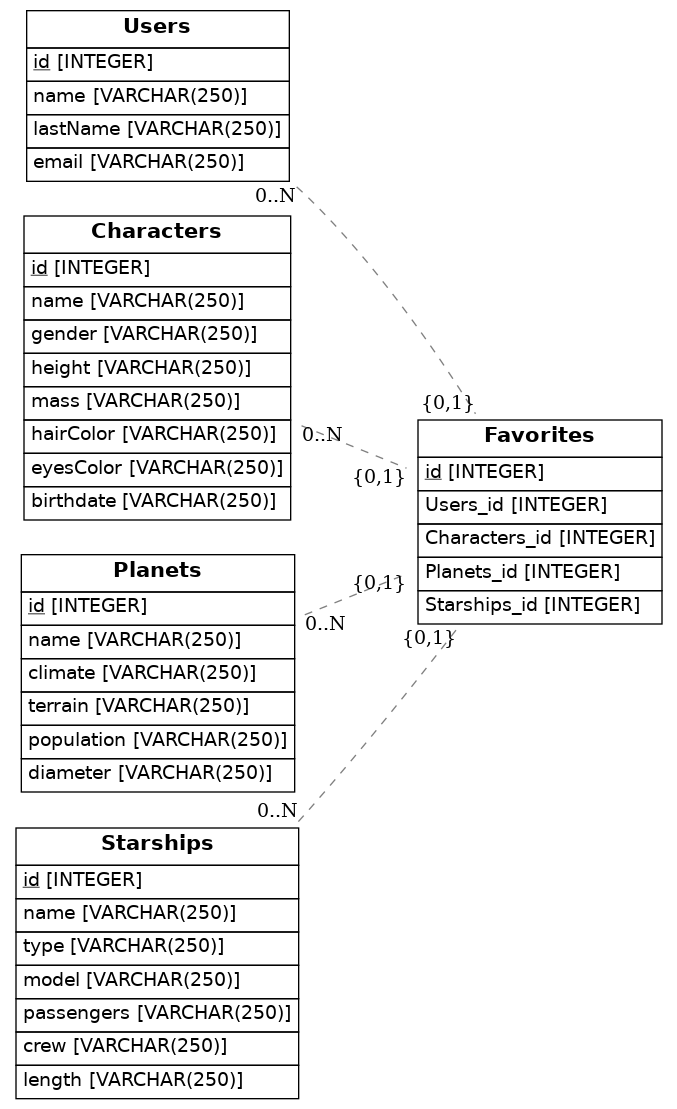 Users
id [INTEGER]
name [VARCHAR(250)]
lastName [VARCHAR(250)]
email [VARCHAR(250)]
0..N
Characters
id [INTEGER]
name [VARCHAR(250)]
gender [VARCHAR(250)]
height [VARCHAR(250)]
mass [VARCHAR(250)]
hairColor [VARCHAR(250)]
eyesColor [VARCHAR(250)]
birthdate [VARCHAR(250)]
0..N
{0,1}
{0,1}
Favorites
id [INTEGER]
Users_id [INTEGER]
Characters_id [INTEGER]
Planets_id [INTEGER]
Starships_id [INTEGER]
{0,1}
{0,1}
Planets
id [INTEGER]
name [VARCHAR(250)]
climate [VARCHAR(250)]
terrain [VARCHAR(250)]
population [VARCHAR(250)]
diameter [VARCHAR(250)]
0..N
0..N
Starships
id [INTEGER]
name [VARCHAR(250)]
type [VARCHAR(250)]
model [VARCHAR(250)]
passengers [VARCHAR(250)]
crew [VARCHAR(250)]
length [VARCHAR(250)]